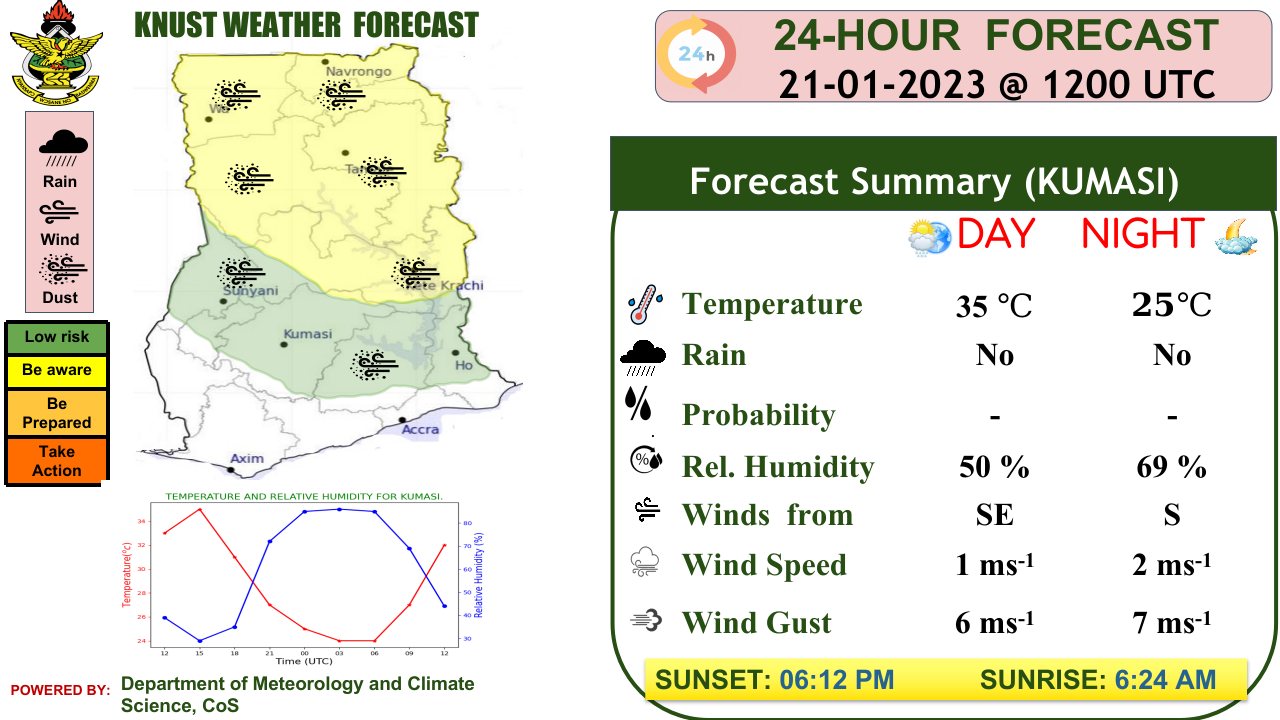 KNUST WEATHER FORECAST
Rain
Wind
Dust
Low risk
Be aware
Be
Prepared
Take
Action
Navrongo
Wa
Sunyani
Kete Krachi
Kumasi
Ho
Accra
Axim
TEMPERATURE AND RELATIVE HUMIDITY FOR KUMASI.
Temperature(°c)
34
32
30
28
26
24
80
70
60
50
40
30
Relative Humidity (%)
12 15 18 21 00 03 06 09 12
Time (UTC)
POWERED BY: Department of Meteorology and Climate
Science, CoS
24h
24-HOUR FORECAST
21-01-2023 @ 1200 UTC
Forecast Summary (KUMASI)
DAY NIGHT
Temperature 35 °C 25°C
Rain No No
Probability - -
% Rel. Humidity 50 % 69 %
Winds from SE S
Wind Speed 1 ms-1 2 ms-1
Wind Gust 6 ms-1 7 ms-1
SUNSET: 06:12 PM SUNRISE: 6:24 AM